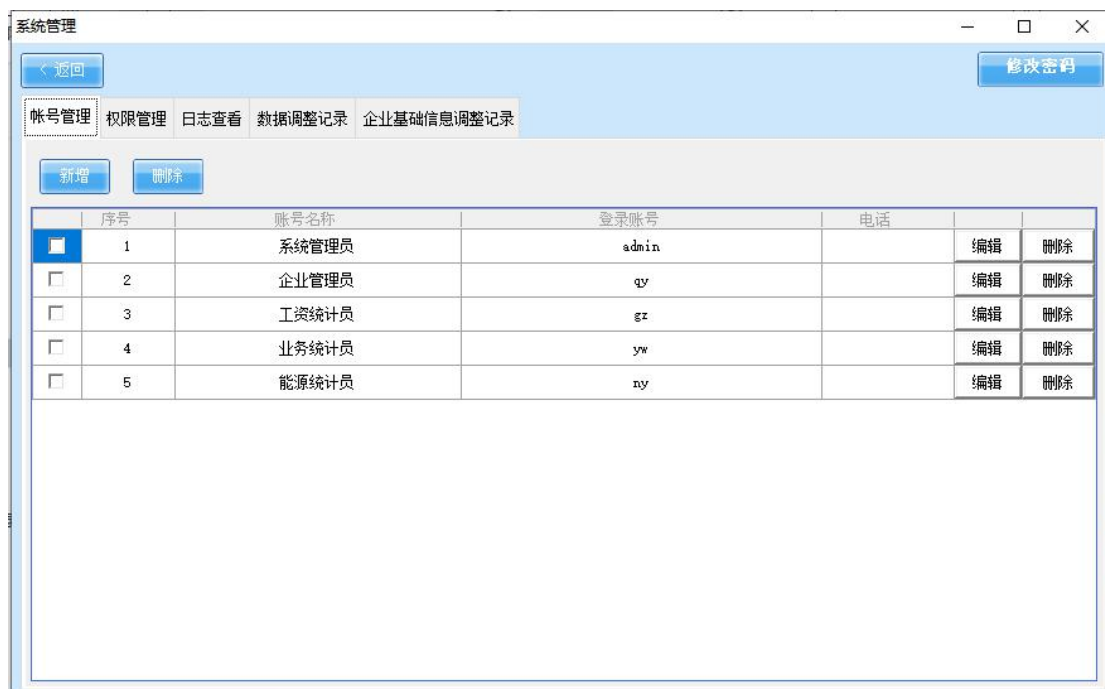 系统管理
< 返回
修改密码
帐号管理 权限管理 日志查看 数据调整记录 企业基础信息调整记录
新增 删除
序号 账号名称 登录账号 电话
1 系统管理员 admin 编辑 删除
2 企业管理员 qy 编辑 删除
3 工资统计员 gz 编辑 删除
4 业务统计员 yw 编辑 删除
5 能源统计员 ny 编辑 删除